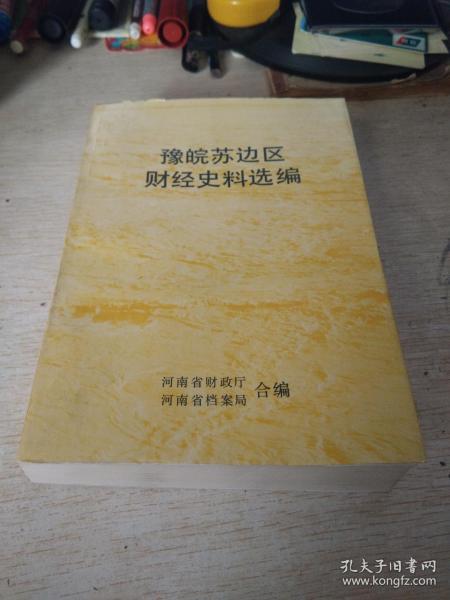 豫皖苏边区
财经史料选编
河南省财政厅
河南省档案局
合编
孔夫子旧书网
www.kongfz.com